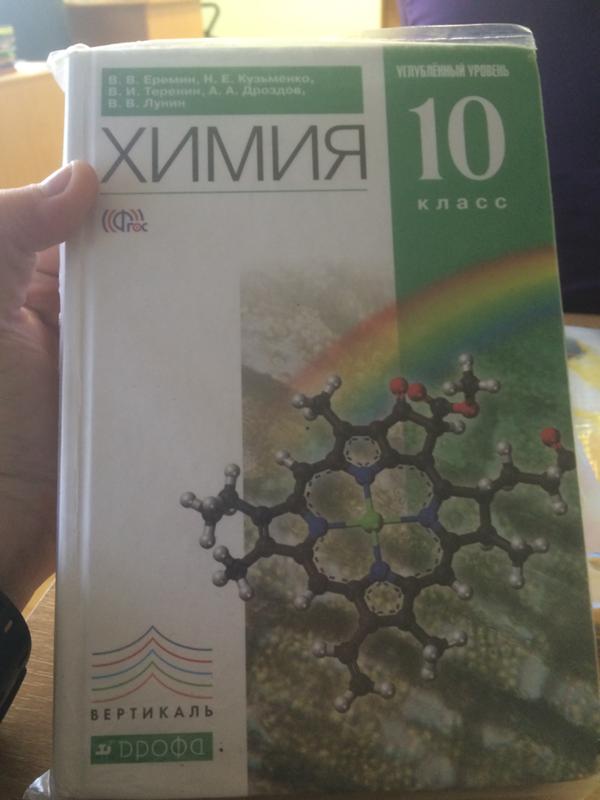 В. В. Еремин, Н. Е. Кузьменко,
В. И. Теренин, А. А. Дроздов,
В. В. Лунин
ХИМИЯ
УГЛУБЛЁННЫЙ УРОВЕНЬ
10
класс
ФГОС
ВЕРТИКАЛЬ
дрофа